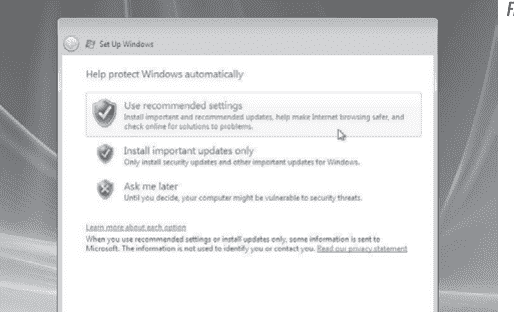 Set Up Windows
Help protect Windows automatically
Use recommended settings
Install important and recommended updates, help make Internet browsing safer, and
check online for solutions to problems.
Install important updates only
Only install security updates and other important updates for Windows.
Ask me later
Until you decide, your computer might be vulnerable to security threats.
Learn more about each option
When you use recommended settings or install updates only, some information is sent to
Microsoft. The information is not used to identify you or contact you. Read our privacy statement